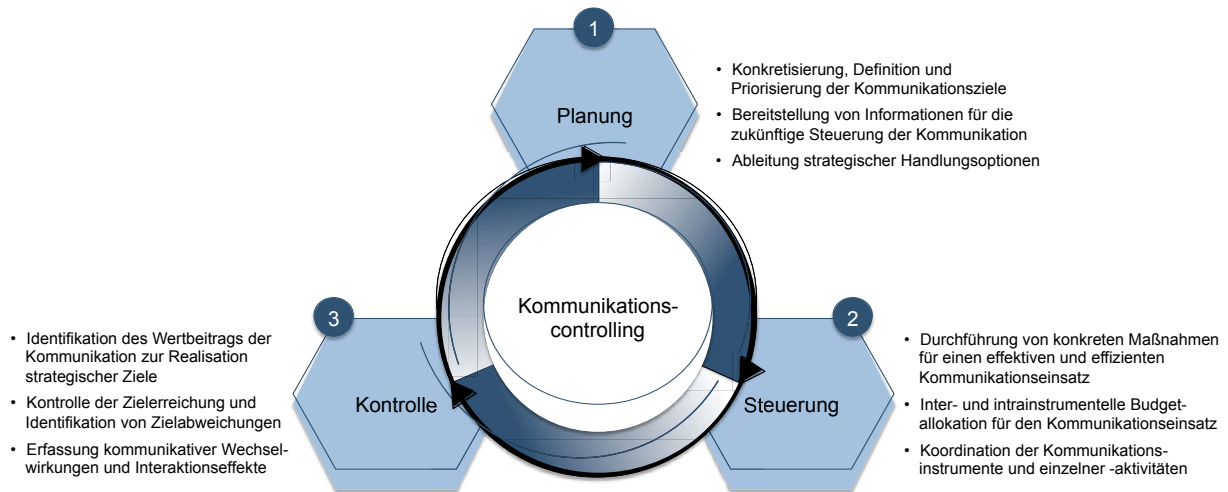 1
Planung
• Konkretisierung, Definition und
Priorisierung der Kommunikationsziele
• Bereitstellung von Informationen für die
zukünftige Steuerung der Kommunikation
• Ableitung strategischer Handlungsoptionen
Kommunikations-
controlling
2
Steuerung
• Durchführung von konkreten Maßnahmen
für einen effektiven und effizienten
Kommunikationseinsatz
• Inter- und intrainstrumentelle Budget-
allokation für den Kommunikationseinsatz
• Koordination der Kommunikations-
instrumente und einzelner -aktivitäten
3
Kontrolle
• Identifikation des Wertbeitrags der
Kommunikation zur Realisation
strategischer Ziele
• Kontrolle der Zielerreichung und
Identifikation von Zielabweichungen
• Erfassung kommunikativer Wechsel-
wirkungen und Interaktionseffekte